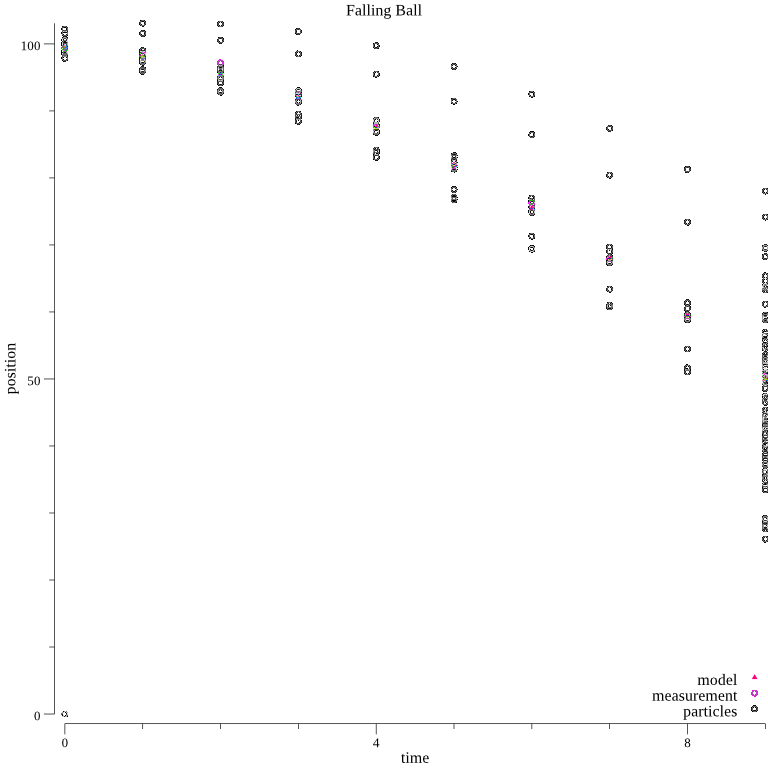 Falling Ball
100
50
0
position
0 4 8
time
model
measurement
particles